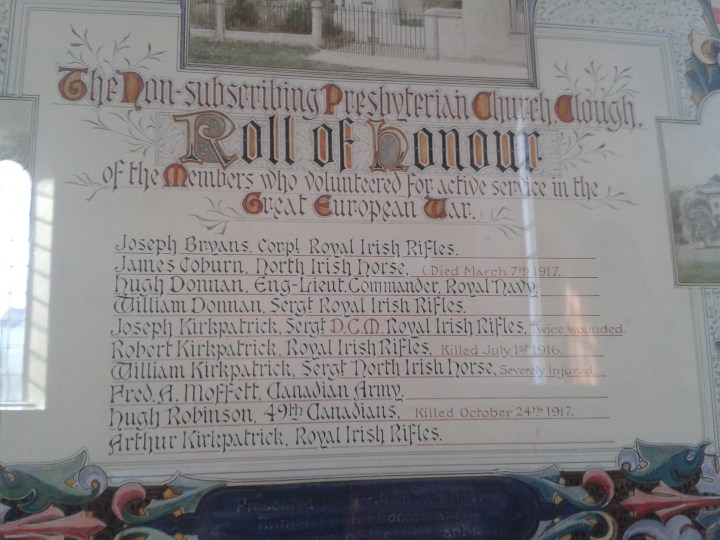 The Non-subscribing Presbyterian Church, Clough.
Roll of Honour
of the Members who volunteered for active service in the
Great European War.
Joseph Bryans, Corpl Royal Irish Rifles.
James Coburn, North Irish Horse. (Died March 7th 1917.
Hugh Donnan, Eng-Lieut. Commander, Royal Navy.
William Donnan, Sergt Royal Irish Rifles.
Joseph Kirkpatrick, Sergt D.C.M. Royal Irish Rifles. Twice wounded.
Robert Kirkpatrick, Royal Irish Rifles. Killed July 1st 1916.
William Kirkpatrick, Sergt North Irish Horse, Severely injured.
Fred. A. Moffett, Canadian Army.
Hugh Robinson, 49th Canadians. Killed October 24th 1917.
Arthur Kirkpatrick, Royal Irish Rifles.